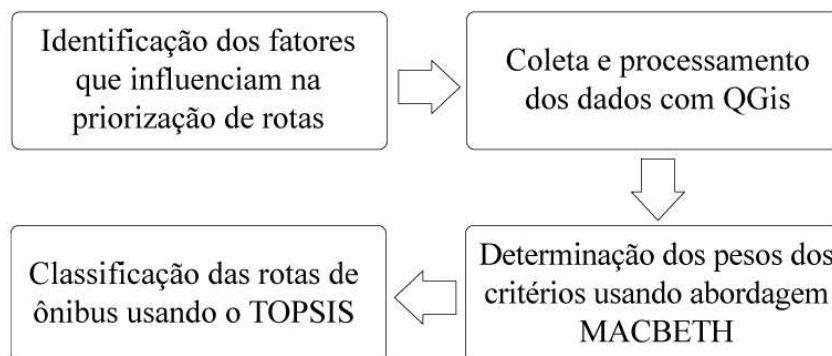 Identificação dos fatores
que influenciam na
priorização de rotas
Coleta e processamento
dos dados com QGis
Determinação dos pesos dos
critérios usando abordagem
MACBETH
Classificação das rotas de
ônibus usando o TOPSIS